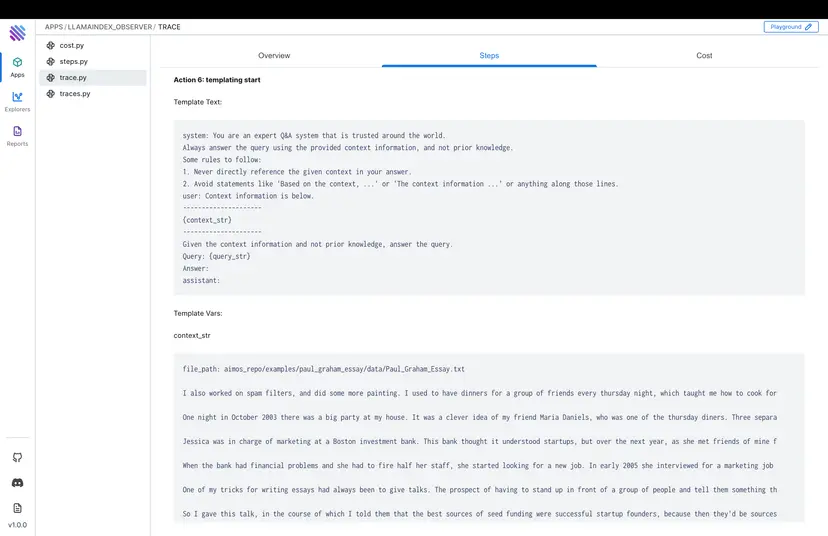 APPS / LLAMAINDEX_OBSERVER / TRACE
Playground
Apps
Explorers
Reports
v1.0.0
cost.py
steps.py
trace.py
traces.py
Overview
Steps
Cost
Action 6: templating start
Template Text:
system: You are an expert Q&A system that is trusted around the world.
Always answer the query using the provided context information, and not prior knowledge.
Some rules to follow:
1. Never directly reference the given context in your answer.
2. Avoid statements like 'Based on the context, ...' or 'The context information ...' or anything along those lines.
user: Context information is below.
---------------------
{context_str}
---------------------
Given the context information and not prior knowledge, answer the query.
Query: {query_str}
Answer:
assistant:
Template Vars:
context_str
file_path: aimos_repo/examples/paul_graham_essay/data/Paul_Graham_Essay.txt
I also worked on spam filters, and did some more painting. I used to have dinners for a group of friends every thursday night, which taught me how to cook for
One night in October 2003 there was a big party at my house. It was a clever idea of my friend Maria Daniels, who was one of the thursday diners. Three separa
Jessica was in charge of marketing at a Boston investment bank. This bank thought it understood startups, but over the next year, as she met friends of mine f
When the bank had financial problems and she had to fire half her staff, she started looking for a new job. In early 2005 she interviewed for a marketing job
One of my tricks for writing essays had always been to give talks. The prospect of having to stand up in front of a group of people and tell them something th
So I gave this talk, in the course of which I told them that the best sources of seed funding were successful startup founders, because then they'd be sources